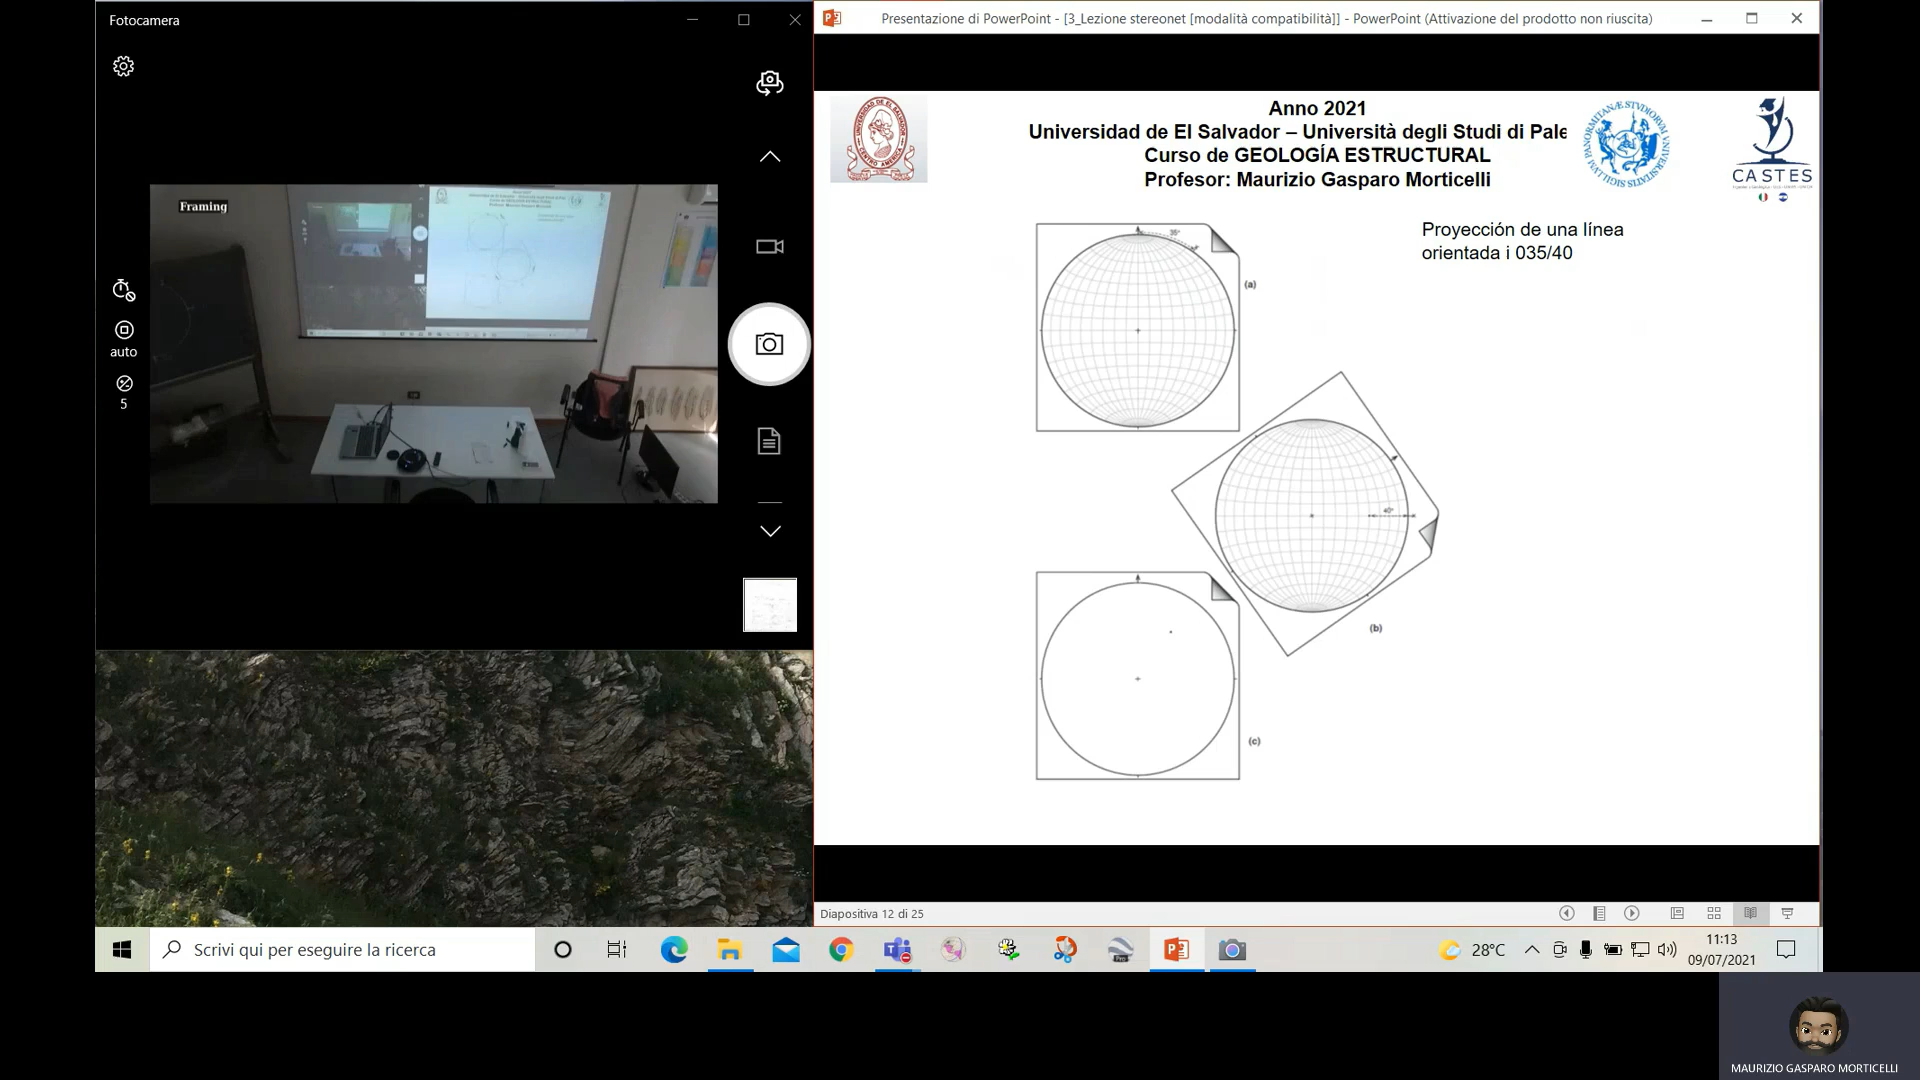 Fotocamera
Presentazione di PowerPoint - [3_Lezione stereonet [modalità compatibilità]] - PowerPoint (Attivazione del prodotto non riuscita)
Framing
auto
5
Anno 2021
Universidad de El Salvador – Università degli Studi di Pale
Curso de GEOLOGÍA ESTRUCTURAL
Profesor: Maurizio Gasparo Morticelli
CASTES
Proyección de una línea
orientada i 035/40
35°
(a)
40°
(b)
(c)
Diapositiva 12 di 25
Scrivi qui per eseguire la ricerca
Pro
28°C
11:13
09/07/2021
MAURIZIO GASPARO MORTICELLI